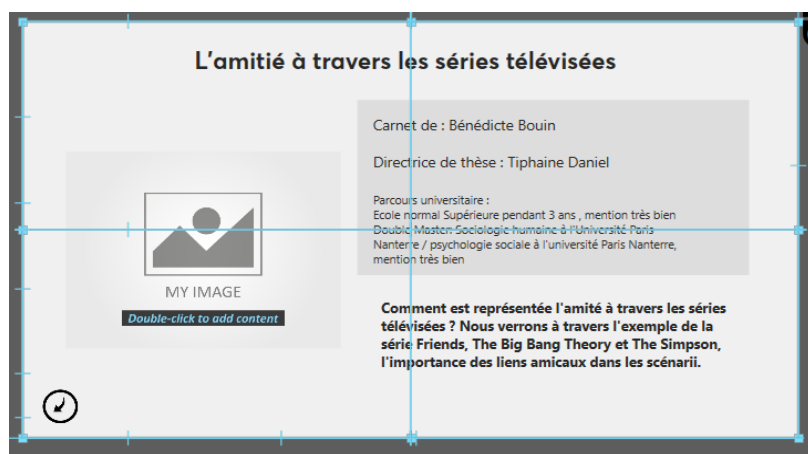 L'amitié à travers les séries télévisées
Carnet de : Bénédicte Bouin
Directrice de thèse : Tiphaine Daniel
Parcours universitaire :
Ecole normal Supérieure pendant 3 ans , mention très bien
Double Master: Sociologie humaine à l'Université Paris
Nanterre / psychologie sociale à l'université Paris Nanterre,
mention très bien
MY IMAGE
Double-click to add content
Comment est représentée l'amité à travers les séries
télévisées ? Nous verrons à travers l'exemple de la
série Friends, The Big Bang Theory et The Simpson,
l'importance des liens amicaux dans les scénarii.